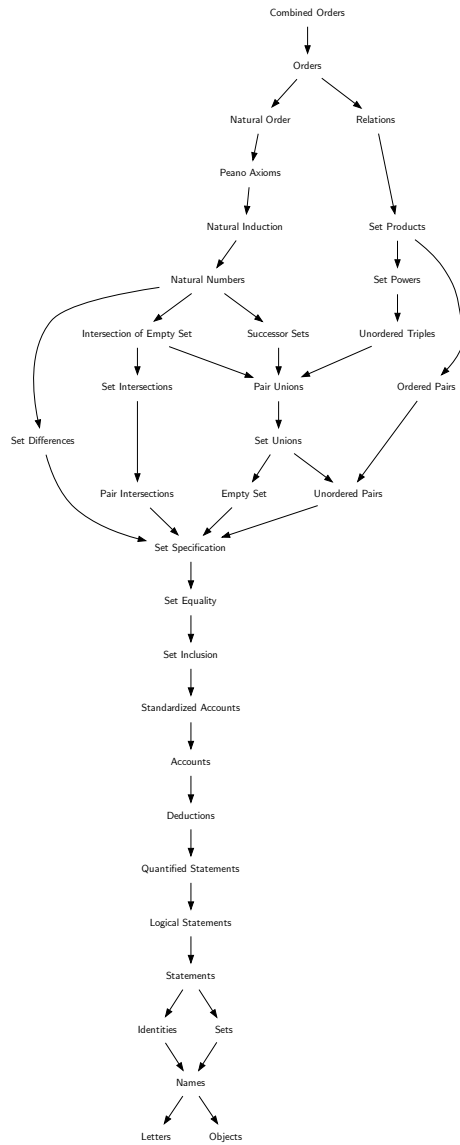 Combined Orders
Orders
Natural Order
Relations
Peano Axioms
Natural Induction
Set Products
Natural Numbers
Set Powers
Intersection of Empty Set
Successor Sets
Unordered Triples
Set Intersections
Pair Unions
Ordered Pairs
Set Differences
Set Unions
Pair Intersections
Empty Set
Unordered Pairs
Set Specification
Set Equality
Set Inclusion
Standardized Accounts
Accounts
Deductions
Quantified Statements
Logical Statements
Statements
Identities
Sets
Names
Letters
Objects